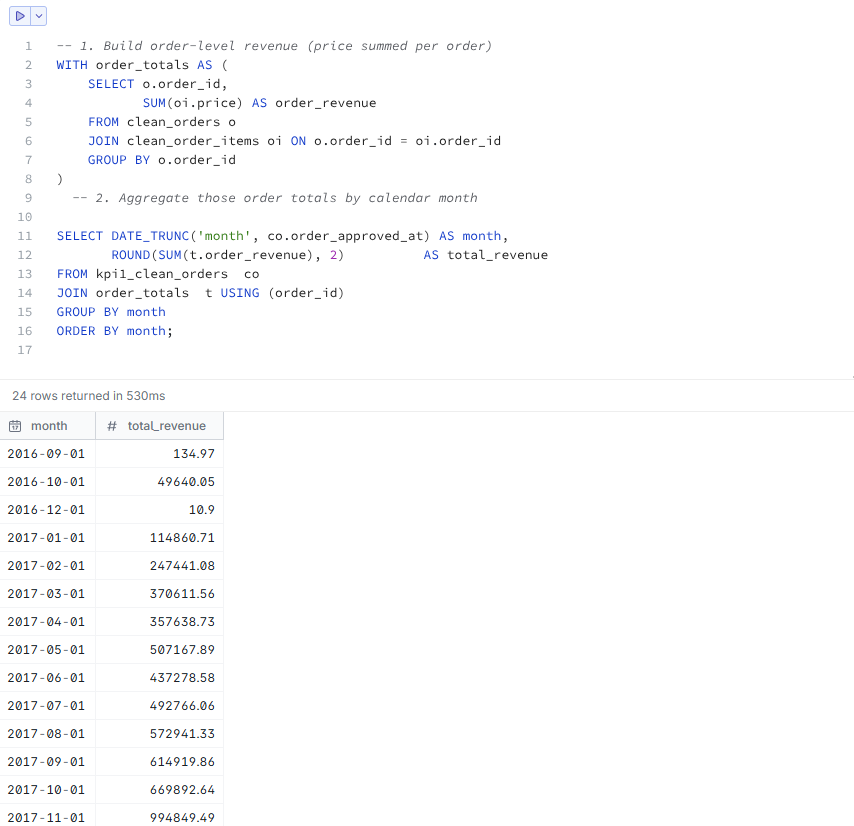 1 -- 1. Build order-level revenue (price summed per order)
2 WITH order_totals AS (
3 SELECT o.order_id,
4 SUM(oi.price) AS order_revenue
5 FROM clean_orders o
6 JOIN clean_order_items oi ON o.order_id = oi.order_id
7 GROUP BY o.order_id
8 )
9 -- 2. Aggregate those order totals by calendar month
10
11 SELECT DATE_TRUNC('month', co.order_approved_at) AS month,
12 ROUND(SUM(t.order_revenue), 2) AS total_revenue
13 FROM kpi1_clean_orders co
14 JOIN order_totals t USING (order_id)
15 GROUP BY month
16 ORDER BY month;
17
24 rows returned in 530ms
month # total_revenue
2016-09-01 134.97
2016-10-01 49640.05
2016-12-01 10.9
2017-01-01 114860.71
2017-02-01 247441.08
2017-03-01 370611.56
2017-04-01 357638.73
2017-05-01 507167.89
2017-06-01 437278.58
2017-07-01 492766.06
2017-08-01 572941.33
2017-09-01 614919.86
2017-10-01 669892.64
2017-11-01 994849.49